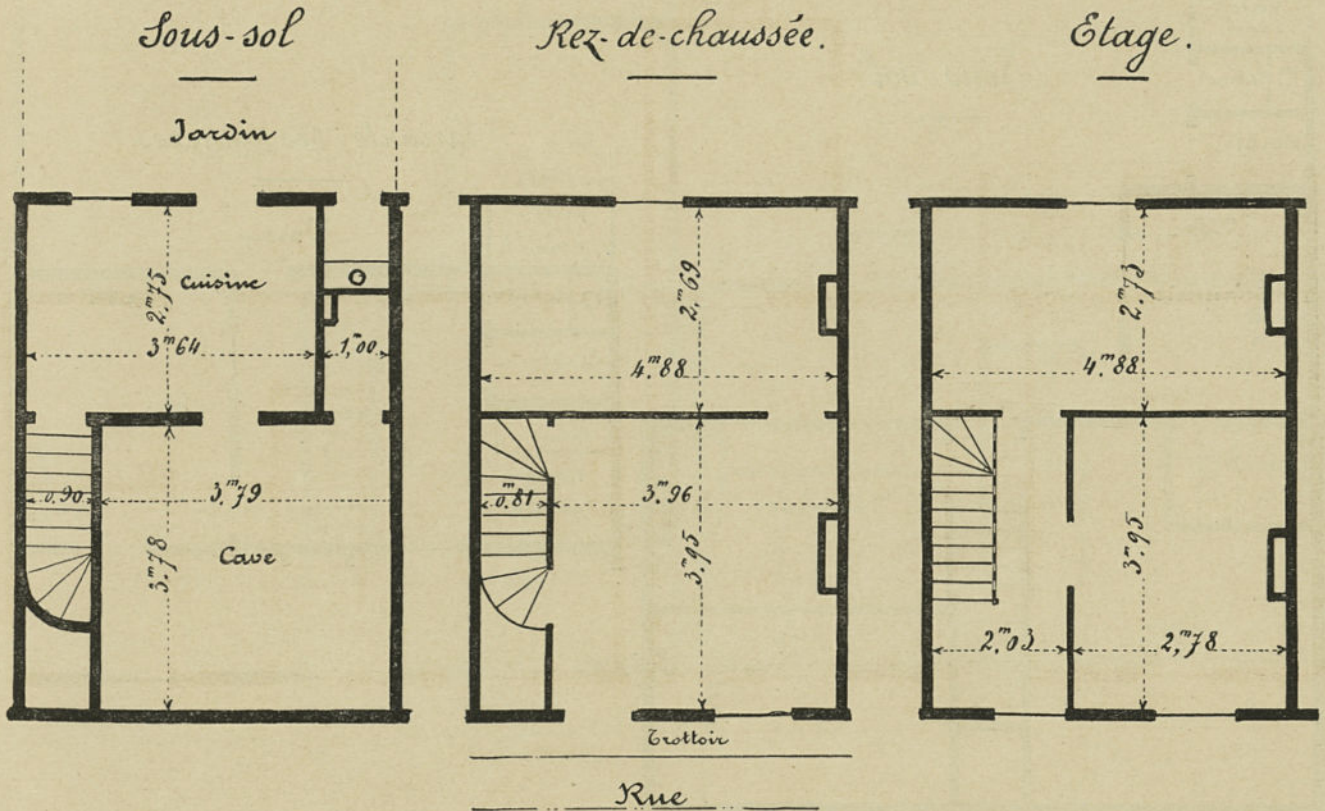 Sous-sol
Jardin
Cuisine
2,m75
3m64
1,m00
0.90
3.m79
3.m78
Cave
Rez-de-chaussée.
2,m69
4.m88
0.m81
3.m96
3.m95
Trottoir
Rue
Etage.
2.m73
4.m88
3.m95
2.m03
2,m78